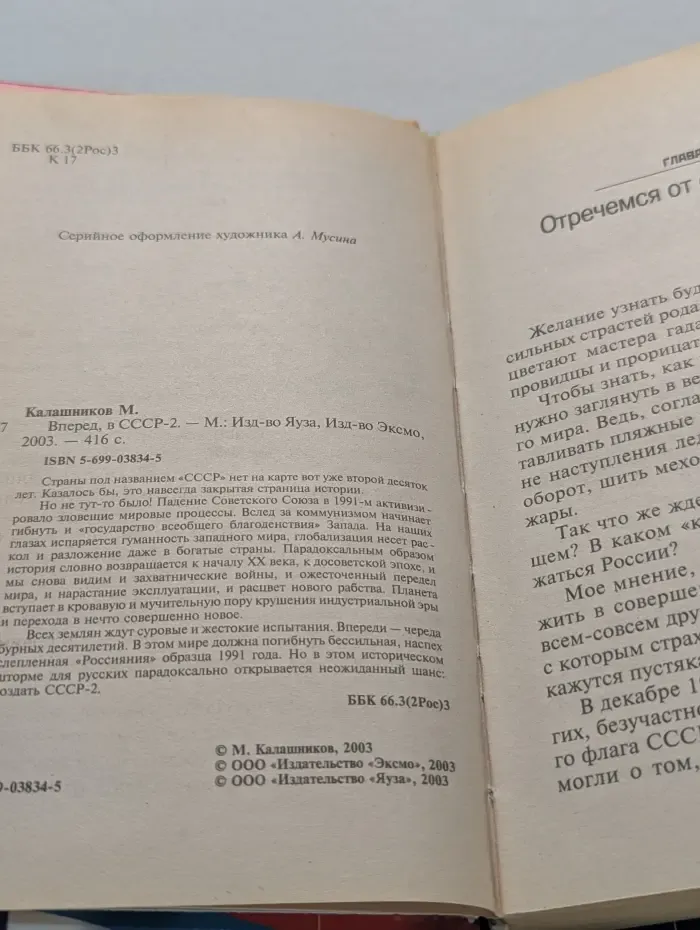 ББК 66.3(2Рос)3
К 17
Серийное оформление художника А. Мусина
Калашников М.
7 Вперед, в СССР-2. — М.: Изд-во Яуза, Изд-во Эксмо,
2003. — 416 с.
ISBN 5-699-03834-5
Страны под названием «СССР» нет на карте вот уже второй десяток
лет. Казалось бы, это навсегда закрытая страница истории.
Но не тут-то было! Падение Советского Союза в 1991-м активизи-
ровало зловещие мировые процессы. Вслед за коммунизмом начинает
гибнуть и «государство всеобщего благоденствия» Запада. На наших
глазах испаряется гуманность западного мира, глобализация несет рас-
кол и разложение даже в богатые страны. Парадоксальным образом
история словно возвращается к началу XX века, к досоветской эпохе, и
мы снова видим и захватнические войны, и ожесточенный передел
мира, и нарастание эксплуатации, и расцвет нового рабства. Планета
вступает в кровавую и мучительную пору крушения индустриальной эры
и перехода в нечто совершенно новое.
Всех землян ждут суровые и жестокие испытания. Впереди — череда
бурных десятилетий. В этом мире должна погибнуть бессильная, наспех
слепленная «Россияния» образца 1991 года. Но в этом историческом
шторме для русских парадоксально открывается неожиданный шанс:
создать СССР-2.
ББК 66.3(2Рос)3
© М. Калашников, 2003
© ООО «Издательство «Эксмо», 2003
9-03834-5
© ООО «Издательство «Яуза», 2003
ГЛАВА
Отречемся от
Желание узнать буд
сильных страстей рода
цветают мастера гада
провидцы и прорицат
Чтобы знать, как
нужно заглянуть в ве
го мира. Ведь, согла
тавливать пляжные
не наступления лед
оборот, шить мехо
жары.
Так что же жде
щем? В каком «к
жаться России?
Мое мнение,
жить в соверше
всем-совсем дру
с которым страх
кажутся пустяка
В декабре 1
гих, безучастно
го флага СССР
могли о том,